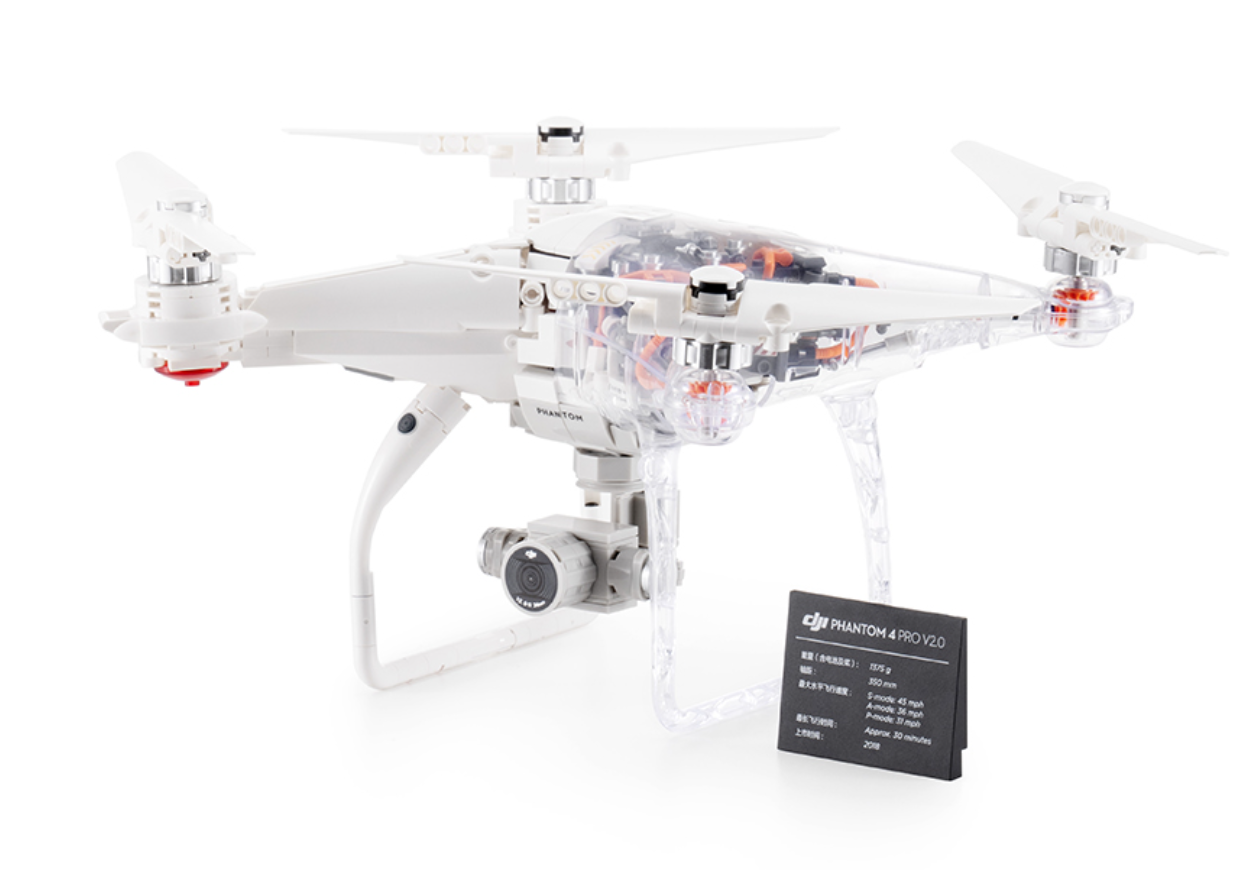 PHANTOM
dji
dji PHANTOM 4 PRO V2.0
重量（含电池及桨）： 1375 g
轴距： 350 mm
最大水平飞行速度： S-mode: 45 mph
A-mode: 36 mph
P-mode: 31 mph
最长飞行时间： Approx. 30 minutes
上市时间： 2018